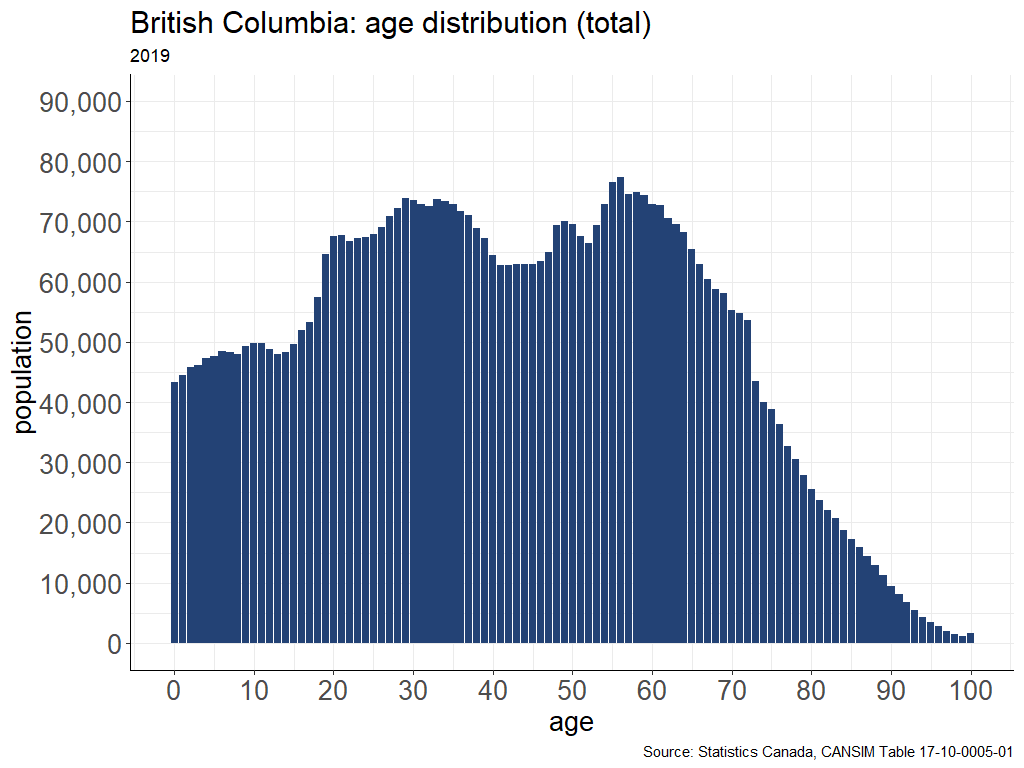 British Columbia: age distribution (total)
2019
90,000
80,000
70,000
60,000
50,000
40,000
30,000
20,000
10,000
0
population
0 10 20 30 40 50 60 70 80 90 100
age
Source: Statistics Canada, CANSIM Table 17-10-0005-01